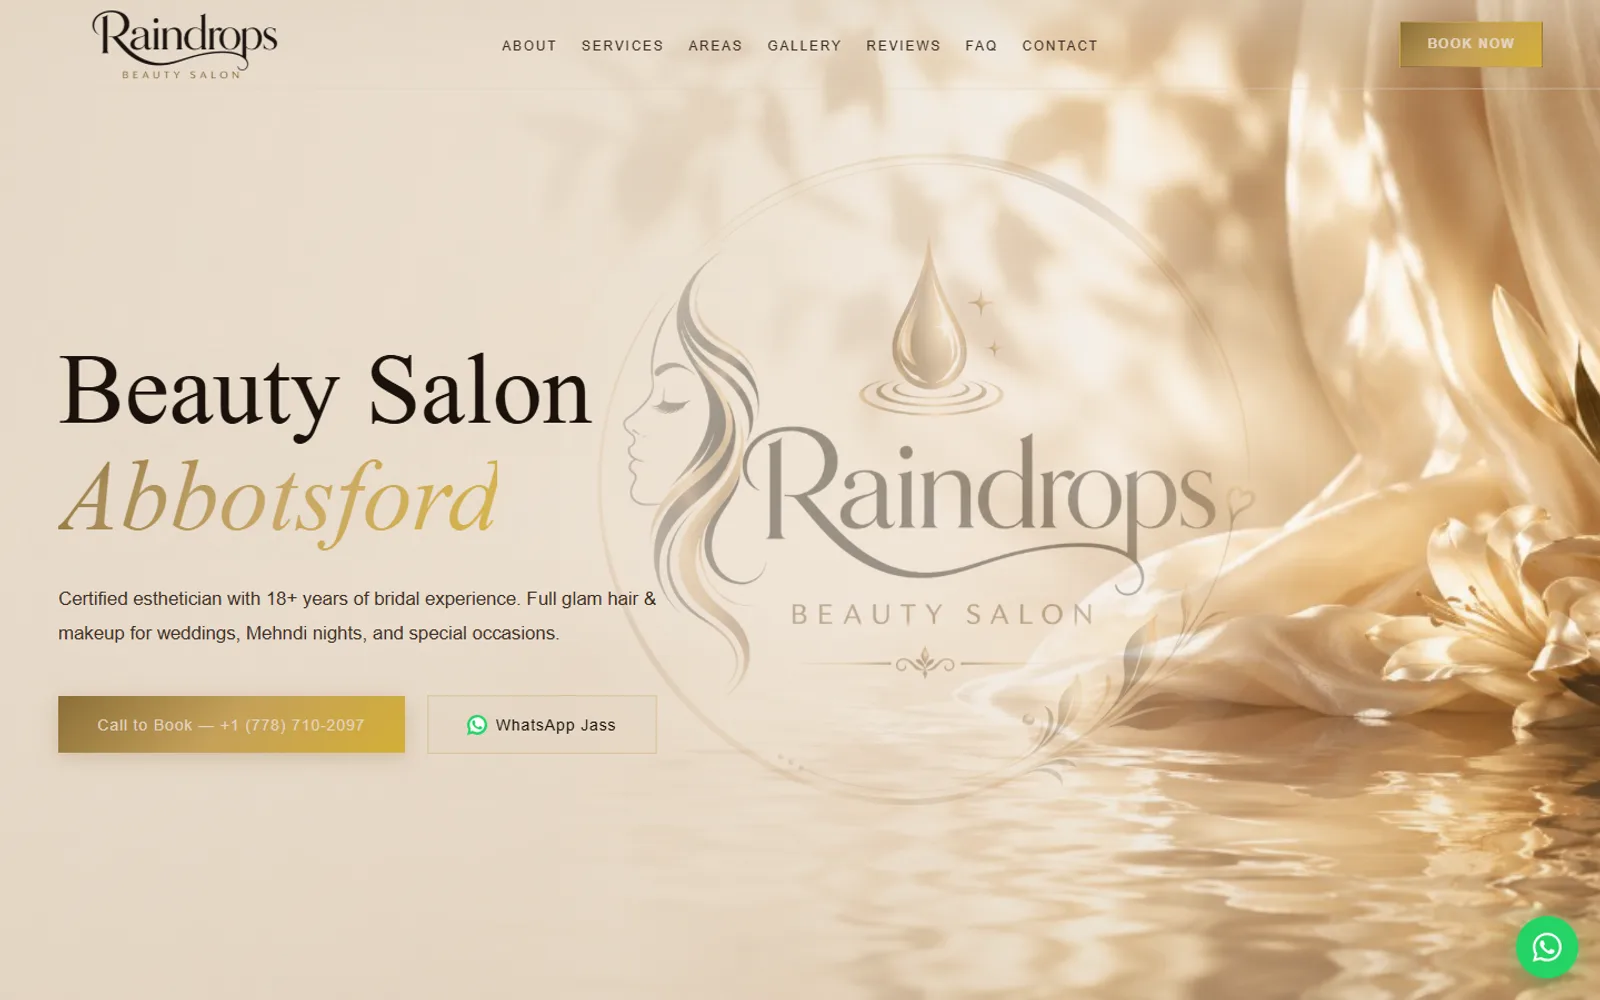 Raindrops
BEAUTY SALON
ABOUT SERVICES AREAS GALLERY REVIEWS FAQ CONTACT
BOOK NOW
Beauty Salon
Abbotsford
Certified esthetician with 18+ years of bridal experience. Full glam hair &
makeup for weddings, Mehndi nights, and special occasions.
Call to Book — +1 (778) 710-2097
WhatsApp Jass
Raindrops
BEAUTY SALON